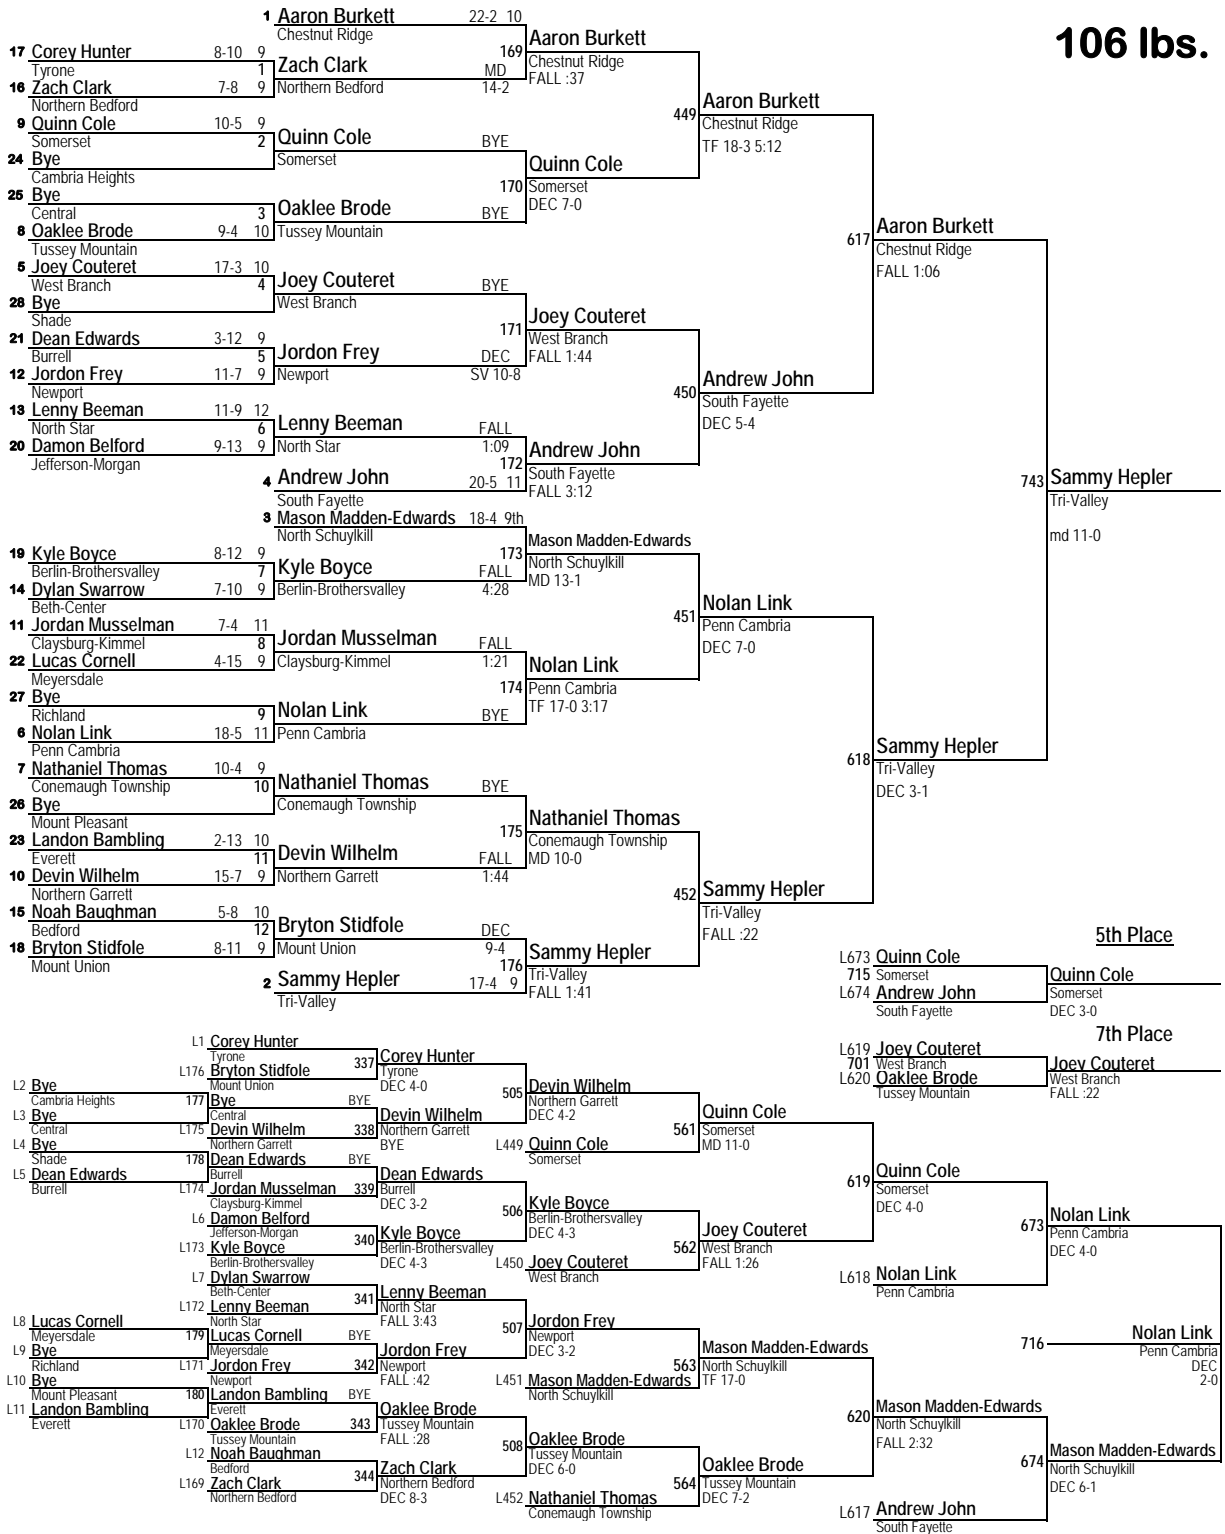 106 lbs.
1 Aaron Burkett 22-2 10
Chestnut Ridge
17 Corey Hunter 8-10 9
Tyrone
1
16 Zach Clark 7-8 9
Northern Bedford
Zach Clark MD
Northern Bedford 14-2
169 Aaron Burkett
Chestnut Ridge
FALL :37
9 Quinn Cole 10-5 9
Somerset
2
24 Bye
Cambria Heights
Quinn Cole BYE
Somerset
25 Bye
Central
3
8 Oaklee Brode 9-4 10
Tussey Mountain
Oaklee Brode BYE
Tussey Mountain
170 Quinn Cole
Somerset
DEC 7-0
449 Aaron Burkett
Chestnut Ridge
TF 18-3 5:12
5 Joey Couteret 17-3 10
West Branch
4
28 Bye
Shade
Joey Couteret BYE
West Branch
21 Dean Edwards 3-12 9
Burrell
5
12 Jordon Frey 11-7 9
Newport
Jordon Frey DEC
Newport SV 10-8
171 Joey Couteret
West Branch
FALL 1:44
13 Lenny Beeman 11-9 12
North Star
6
20 Damon Belford 9-13 9
Jefferson-Morgan
Lenny Beeman FALL
North Star 1:09
4 Andrew John 20-5 11
South Fayette
172 Andrew John
South Fayette
FALL 3:12
450 Andrew John
South Fayette
DEC 5-4
617 Aaron Burkett
Chestnut Ridge
FALL 1:06
3 Mason Madden-Edwards 18-4 9th
North Schuylkill
19 Kyle Boyce 8-12 9
Berlin-Brothersvalley
7
14 Dylan Swarrow 7-10 9
Beth-Center
Kyle Boyce FALL
Berlin-Brothersvalley 4:28
173 Mason Madden-Edwards
North Schuylkill
MD 13-1
11 Jordan Musselman 7-4 11
Claysburg-Kimmel
8
22 Lucas Cornell 4-15 9
Meyersdale
Jordan Musselman FALL
Claysburg-Kimmel 1:21
27 Bye
Richland
9
6 Nolan Link 18-5 11
Penn Cambria
Nolan Link BYE
Penn Cambria
174 Nolan Link
Penn Cambria
TF 17-0 3:17
451 Nolan Link
Penn Cambria
DEC 7-0
7 Nathaniel Thomas 10-4 9
Conemaugh Township
10
26 Bye
Mount Pleasant
Nathaniel Thomas BYE
Conemaugh Township
23 Landon Bambling 2-13 10
Everett
11
10 Devin Wilhelm 15-7 9
Northern Garrett
Devin Wilhelm FALL
Northern Garrett 1:44
175 Nathaniel Thomas
Conemaugh Township
MD 10-0
15 Noah Baughman 5-8 10
Bedford
12
18 Bryton Stidfole 8-11 9
Mount Union
Bryton Stidfole DEC
Mount Union 9-4
2 Sammy Hepler 17-4 9
Tri-Valley
176 Sammy Hepler
Tri-Valley
FALL 1:41
452 Sammy Hepler
Tri-Valley
FALL :22
618 Sammy Hepler
Tri-Valley
DEC 3-1
743 Sammy Hepler
Tri-Valley
md 11-0
5th Place
L673 Quinn Cole
715 Somerset
L674 Andrew John
South Fayette
Quinn Cole
Somerset
DEC 3-0
7th Place
L619 Joey Couteret
701 West Branch
L620 Oaklee Brode
Tussey Mountain
Joey Couteret
West Branch
FALL :22
L1 Corey Hunter
Tyrone
L176 Bryton Stidfole
Mount Union
337 Corey Hunter
Tyrone
DEC 4-0
L2 Bye
Cambria Heights
L3 Bye
Central
177 Bye BYE
Central
L175 Devin Wilhelm
Northern Garrett
338 Devin Wilhelm
Northern Garrett
BYE
505 Devin Wilhelm
Northern Garrett
DEC 4-2
L449 Quinn Cole
Somerset
561 Quinn Cole
Somerset
MD 11-0
L4 Bye
Shade
L5 Dean Edwards
Burrell
178 Dean Edwards BYE
Burrell
L174 Jordan Musselman
Claysburg-Kimmel
339 Dean Edwards
Burrell
DEC 3-2
L6 Damon Belford
Jefferson-Morgan
L173 Kyle Boyce
Berlin-Brothersvalley
340 Kyle Boyce
Berlin-Brothersvalley
DEC 4-3
506 Kyle Boyce
Berlin-Brothersvalley
DEC 4-3
L450 Joey Couteret
West Branch
562 Joey Couteret
West Branch
FALL 1:26
619 Quinn Cole
Somerset
DEC 4-0
L618 Nolan Link
Penn Cambria
673 Nolan Link
Penn Cambria
DEC 4-0
L7 Dylan Swarrow
Beth-Center
L172 Lenny Beeman
North Star
341 Lenny Beeman
North Star
FALL 3:43
L8 Lucas Cornell
Meyersdale
L9 Bye
Richland
179 Lucas Cornell BYE
Meyersdale
L171 Jordon Frey
Newport
342 Jordon Frey
Newport
FALL :42
507 Jordon Frey
Newport
DEC 3-2
L451 Mason Madden-Edwards
North Schuylkill
563 Mason Madden-Edwards
North Schuylkill
TF 17-0
L10 Bye
Mount Pleasant
L11 Landon Bambling
Everett
180 Landon Bambling BYE
Everett
L170 Oaklee Brode
Tussey Mountain
343 Oaklee Brode
Tussey Mountain
FALL :28
L12 Noah Baughman
Bedford
L169 Zach Clark
Northern Bedford
344 Zach Clark
Northern Bedford
DEC 8-3
508 Oaklee Brode
Tussey Mountain
DEC 6-0
L452 Nathaniel Thomas
Conemaugh Township
564 Oaklee Brode
Tussey Mountain
DEC 7-2
620 Mason Madden-Edwards
North Schuylkill
FALL 2:32
L617 Andrew John
South Fayette
674 Mason Madden-Edwards
North Schuylkill
DEC 6-1
716 Nolan Link
Penn Cambria
DEC
2-0